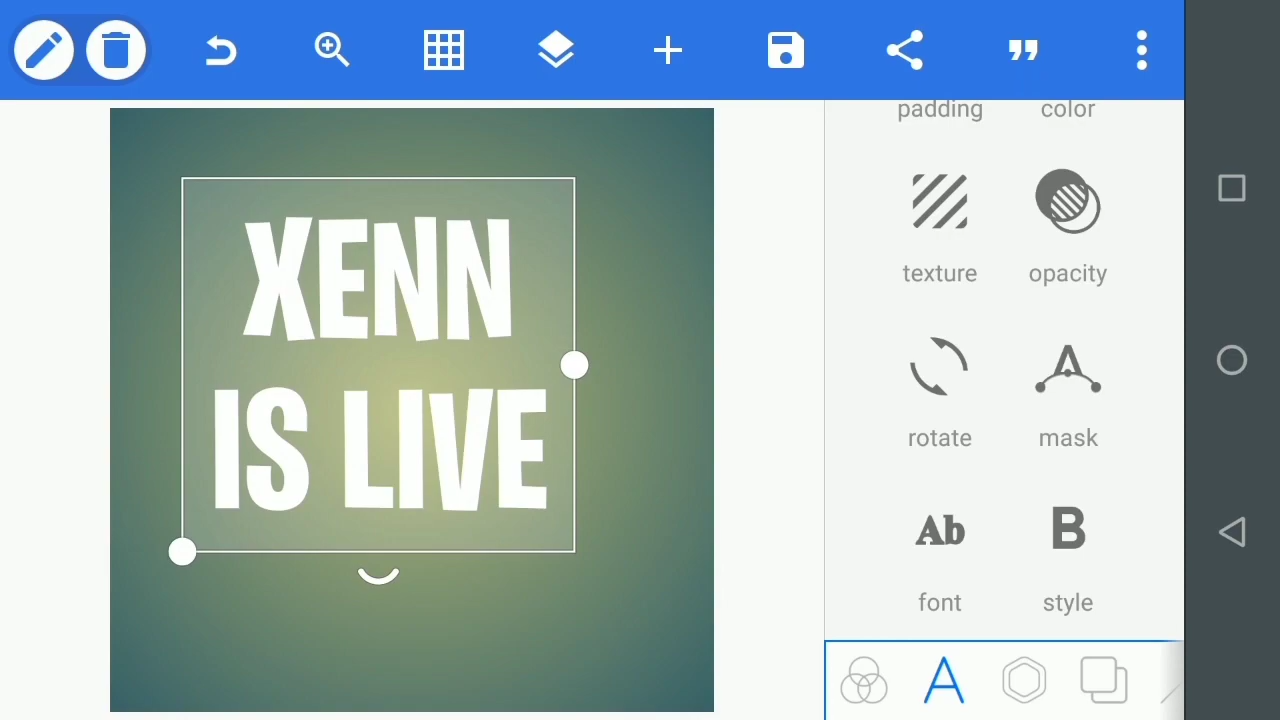 padding color
XENN
IS LIVE
texture opacity
rotate mask
Ab B
font style